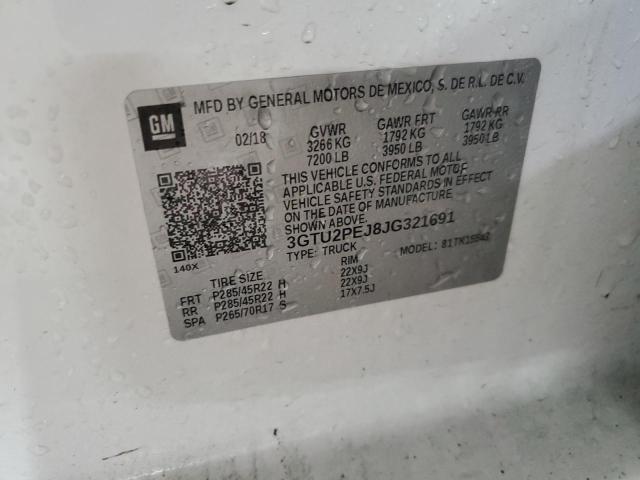 MFD BY GENERAL MOTORS DE MEXICO, S. DE R.L. DE C.V.
GM
02/18 GVWR GAWR FRT GAWR RR
3266 KG 1792 KG 1792 KG
7200 LB 3950 LB 3950 LB
THIS VEHICLE CONFORMS TO ALL
APPLICABLE U.S. FEDERAL MOTOR
VEHICLE SAFETY STANDARDS IN EFFECT
ON THE DATE OF MANUFACTURE
SHOWN ABOVE.
3GTU2PEJ8JG321691
TYPE: TRUCK MODEL:
140X
TIRE SIZE RIM
FRT P285/45R22 H 22X9J
RR P285/45R22 H 22X9J
SPA P265/70R17 S 17X7.5J